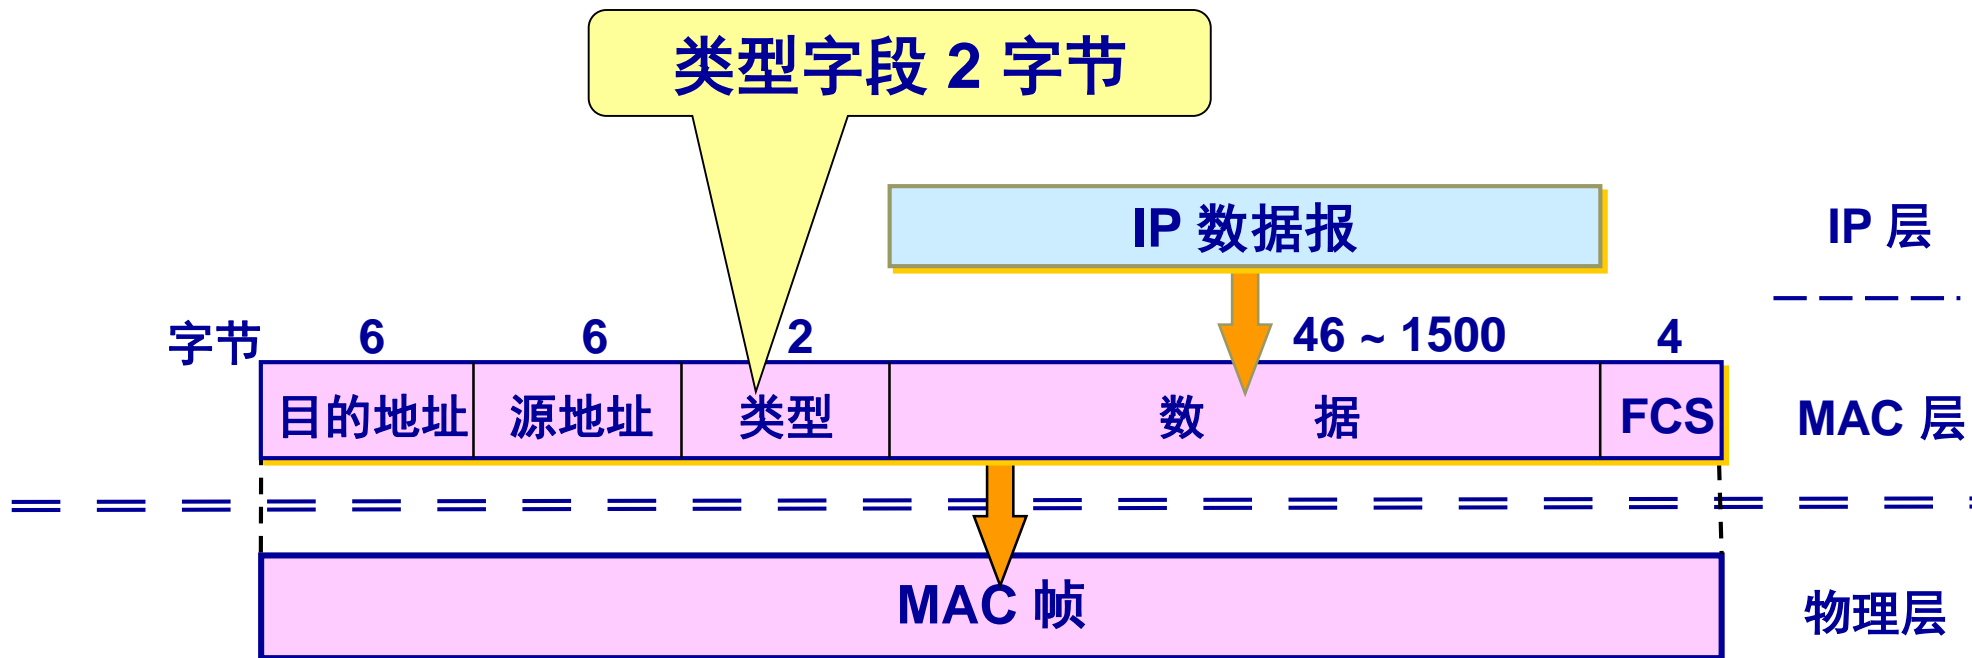 类型字段 2 字节
IP 数据报
IP 层
字节 6 6 2 46 ~ 1500 4
目的地址 源地址 类型 数 据 FCS
MAC 层
MAC 帧
物理层